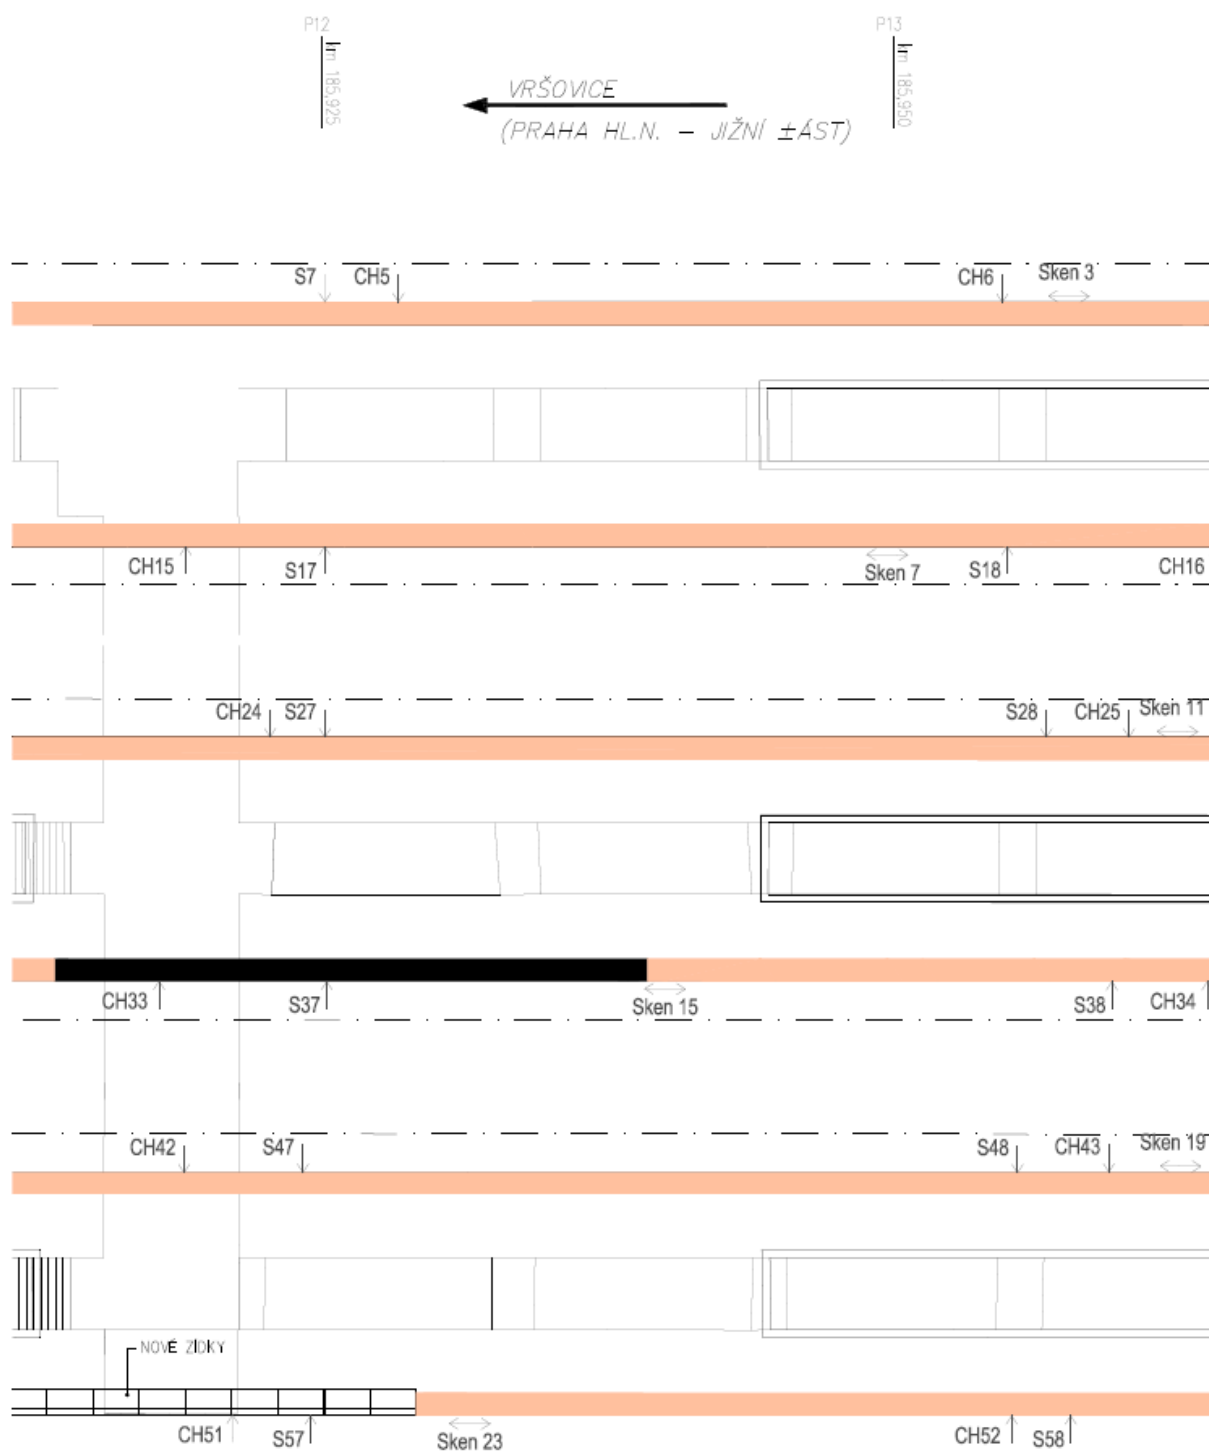 P12
km 185,925
P13
km 185,950
VRŠOVICE
(PRAHA HL.N. – JIŽNÍ ±ÁST)
S7 CH5 CH6 Sken 3
CH15 S17 Sken 7 S18 CH16
CH24 S27 S28 CH25 Sken 11
CH33 S37 Sken 15 S38 CH34
CH42 S47 S48 CH43 Sken 19
NOVÉ ZÍDKY
CH51 S57 Sken 23 CH52 S58